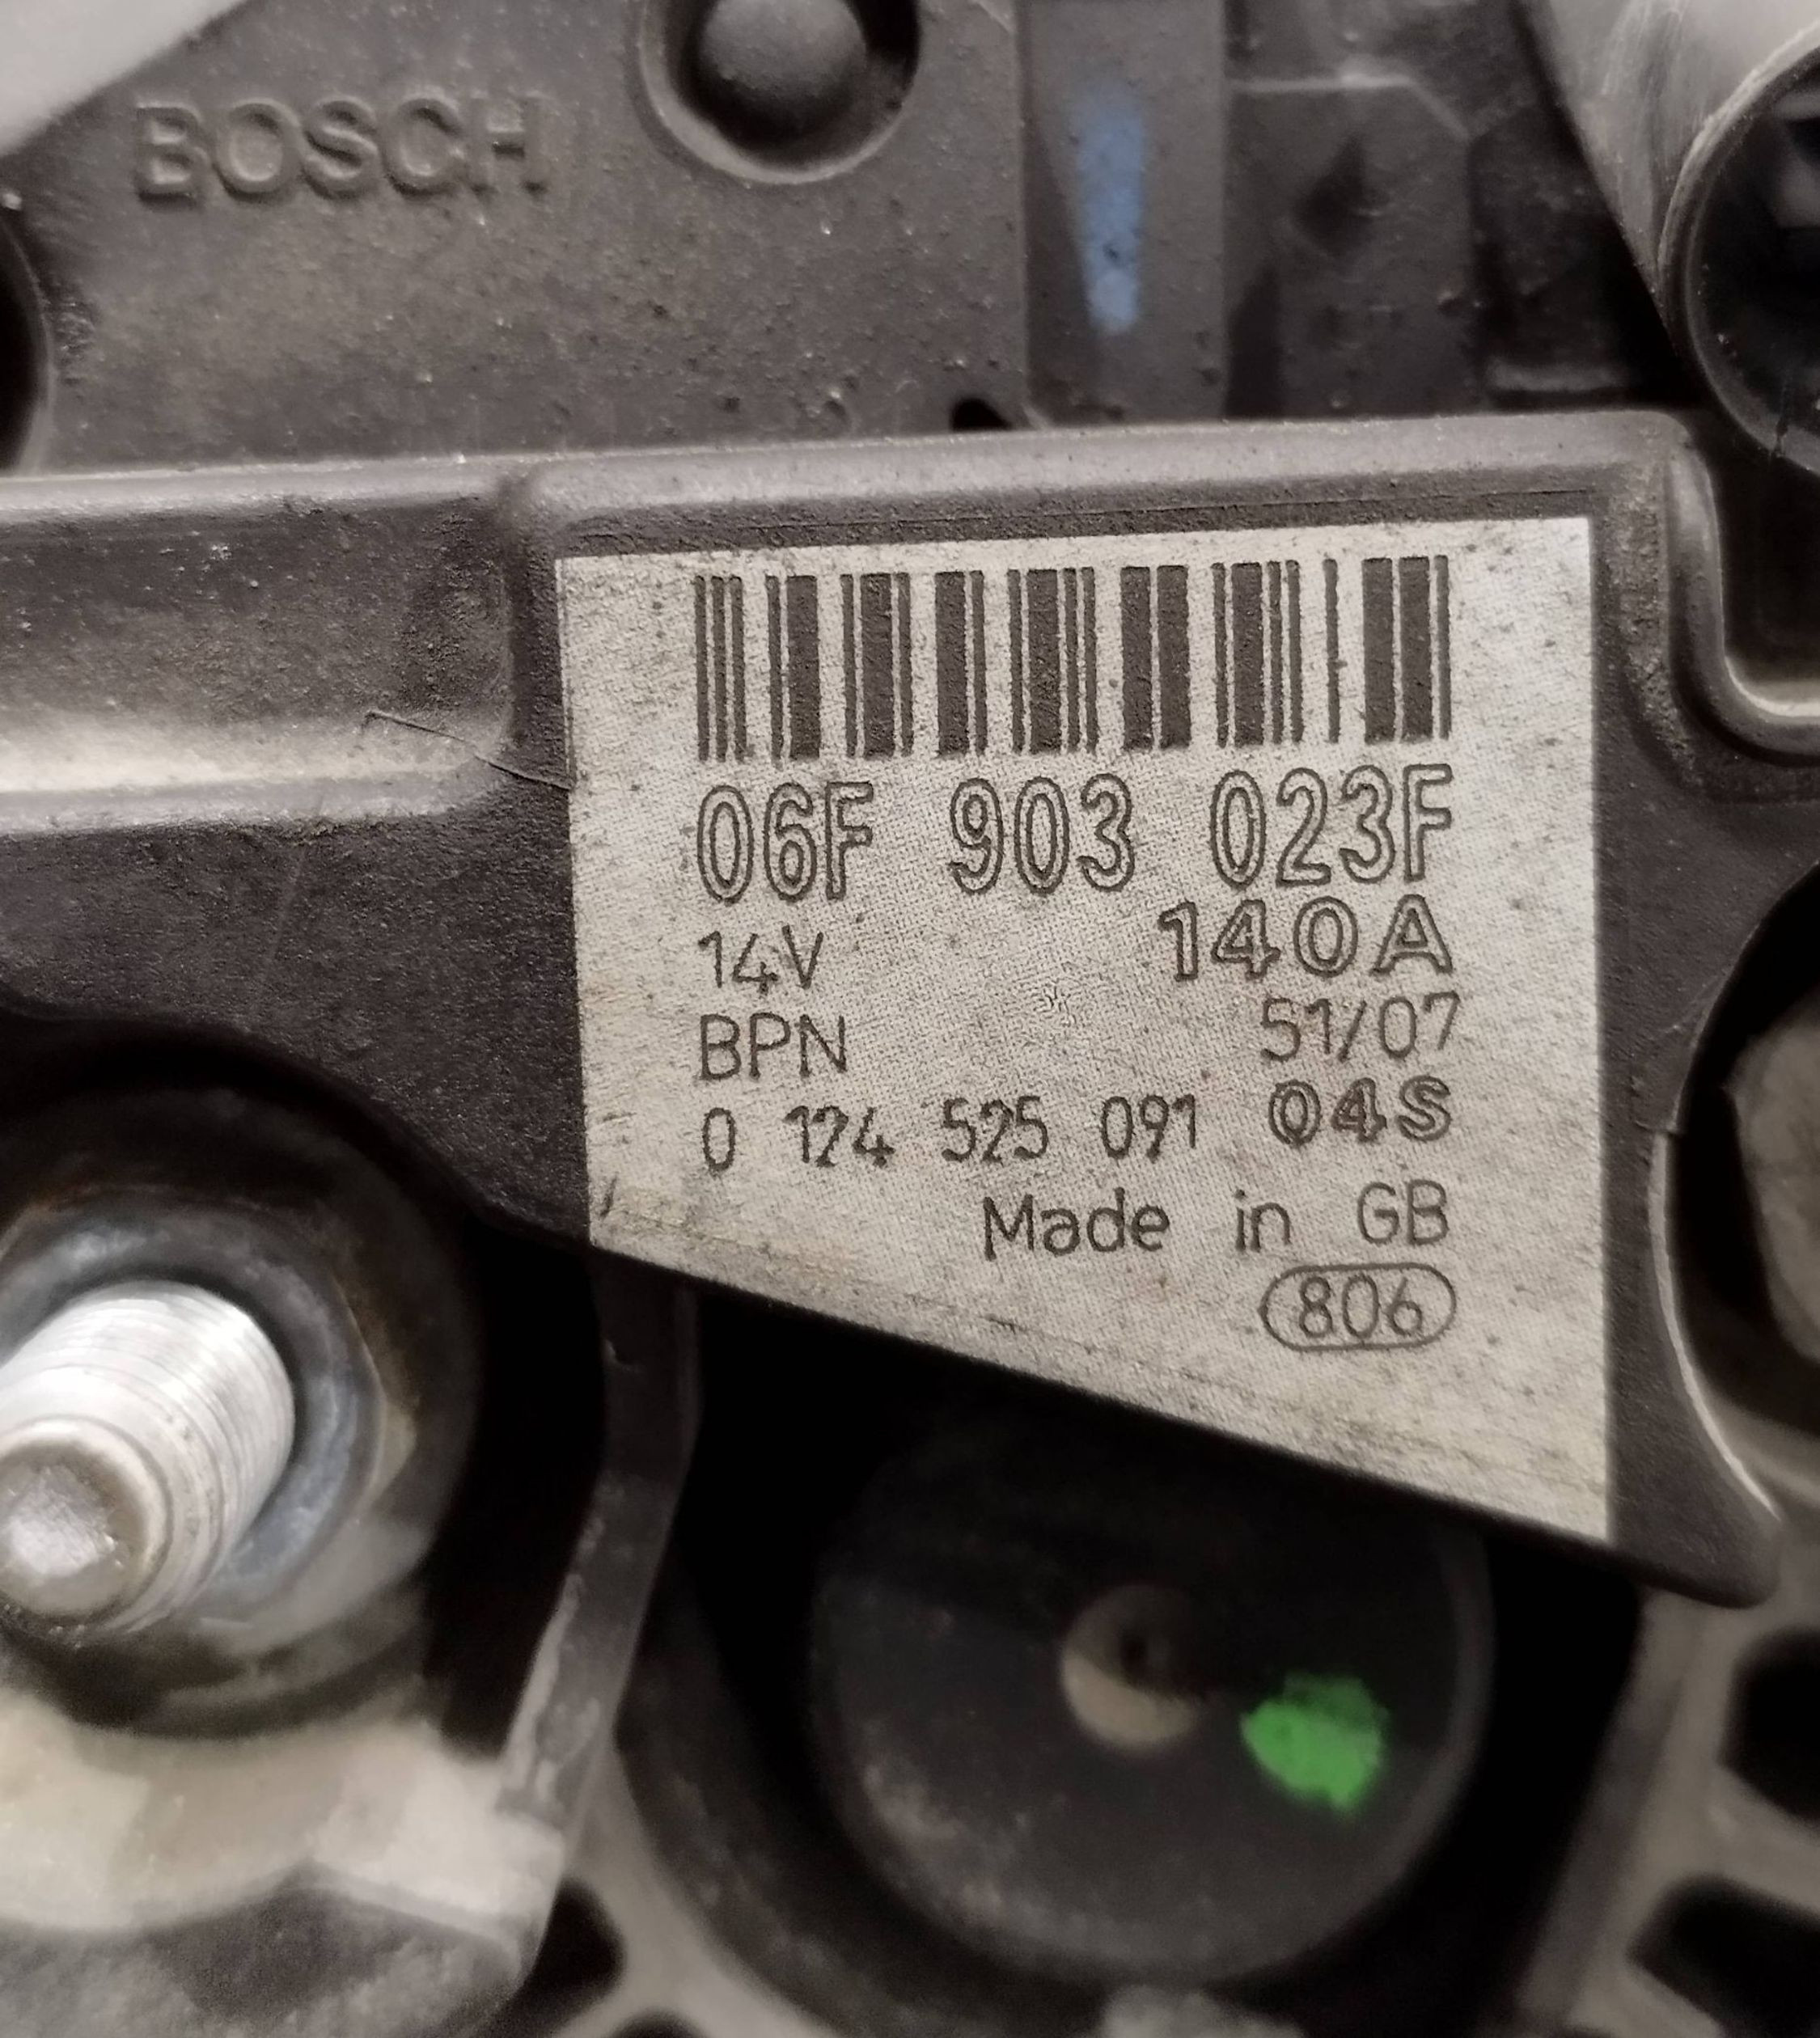 BOSCH
06F 903 023F
14V 140A
BPN 51/07
0 124 525 091 04S
Made in GB
806